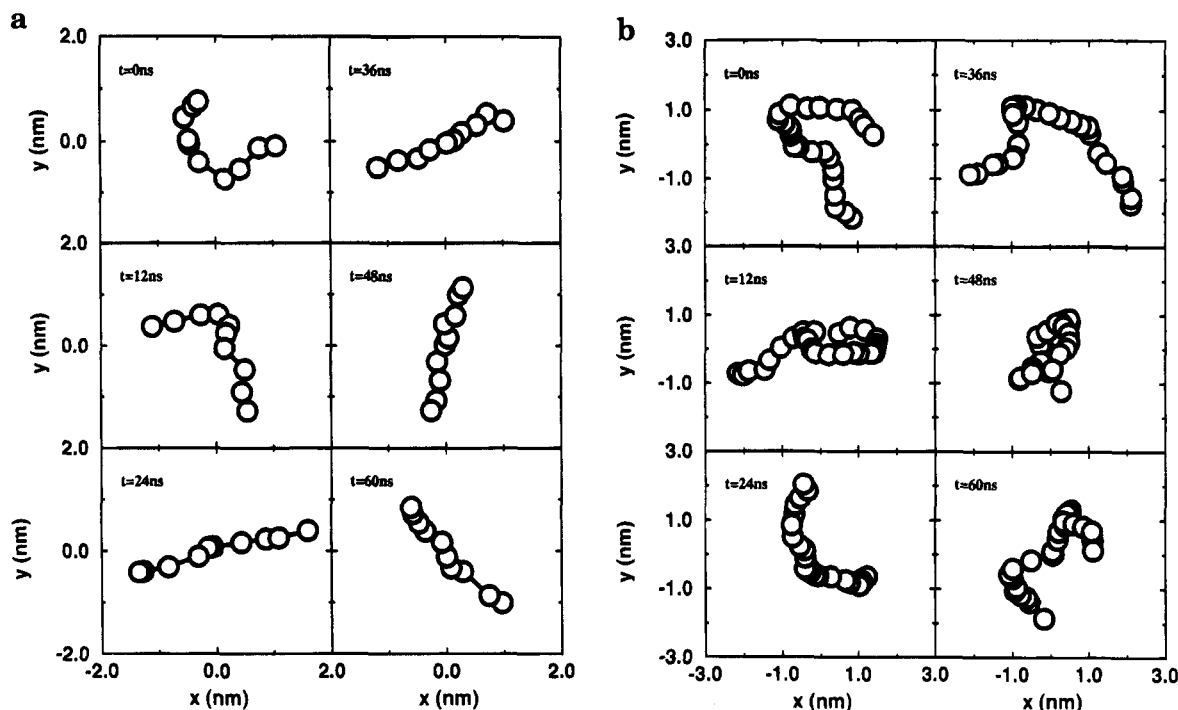 a
2.0
t=0ns
t=36ns
y (nm)
0.0
2.0
t=12ns
t=48ns
y (nm)
0.0
2.0
t=24ns
t=60ns
y (nm)
0.0
-2.0
-2.0 0.0 2.0 0.0 2.0
x (nm) x (nm)
b
3.0
t=0ns
t=36ns
1.0
y (nm)
-1.0
3.0
t=12ns
t=48ns
1.0
y (nm)
-1.0
3.0
t=24ns
t=60ns
1.0
y (nm)
-1.0
-3.0
-3.0 -1.0 1.0 3.0 -1.0 1.0 3.0
x (nm) x (nm)